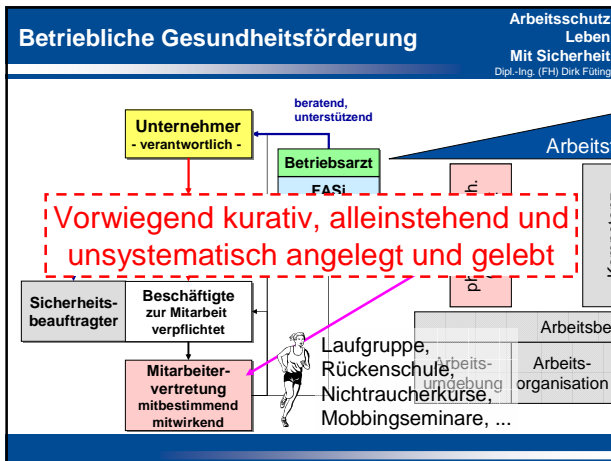 Betriebliche Gesundheitsförderung
Arbeitsschutz
Leben
Mit Sicherheit
Dipl.-Ing. (FH) Dirk Füting
beratend,
unterstützend
Unternehmer
- verantwortlich -
Betriebsarzt
FASi
Vorwiegend kurativ, alleinstehend und
unsystematisch angelegt und gelebt
Sicherheits-
beauftragter
Beschäftigte
zur Mitarbeit
verpflichtet
Mitarbeiter-
vertretung
mitbestimmend
mitwirkend
Laufgruppe,
Rückenschule,
Nichtraucherkurse,
Mobbingseminare, ...
Arbeits-
umgebung
Arbeits-
organisation